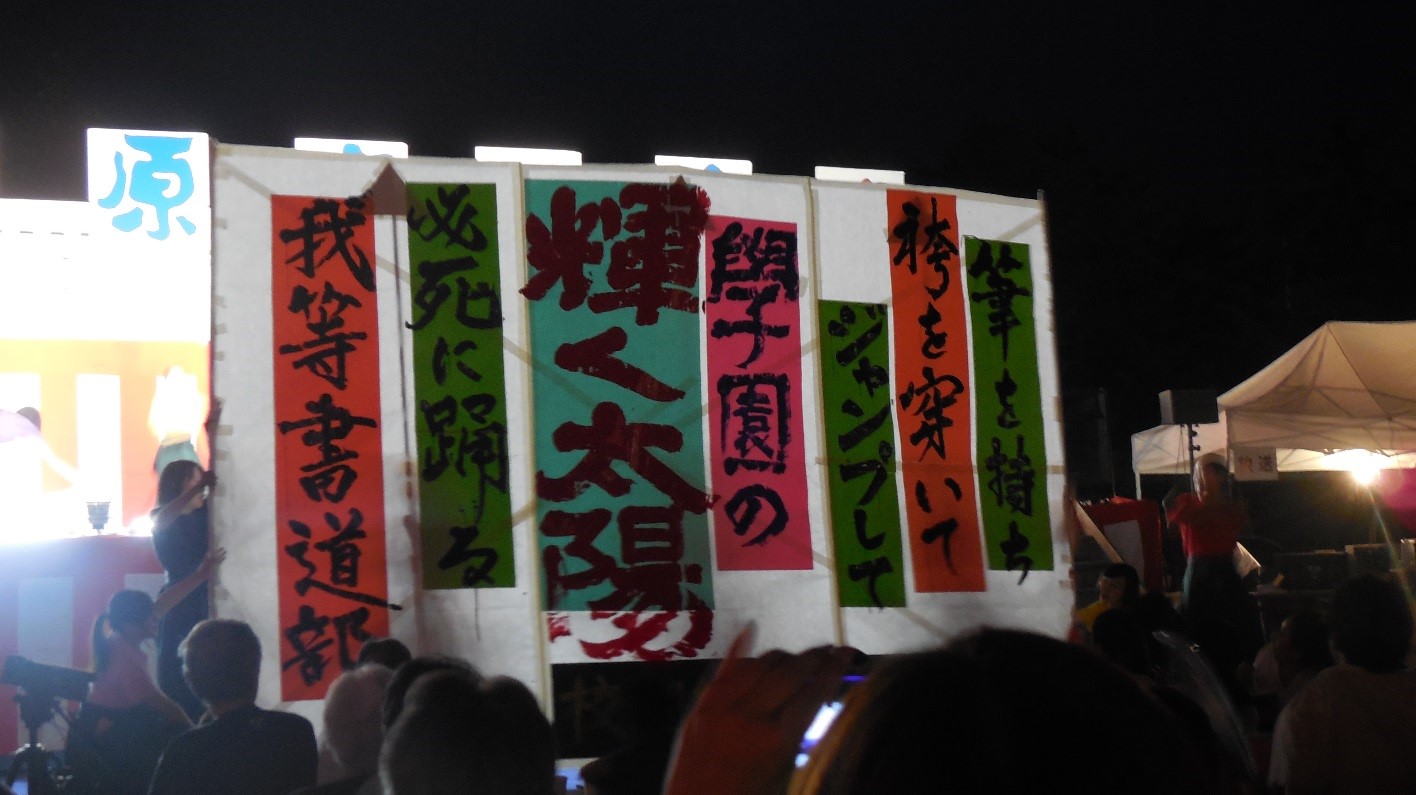 筆を持ち
袴を穿いて
ジャンプして
學園の
輝く太陽
必死に踊る
我等書道部
原